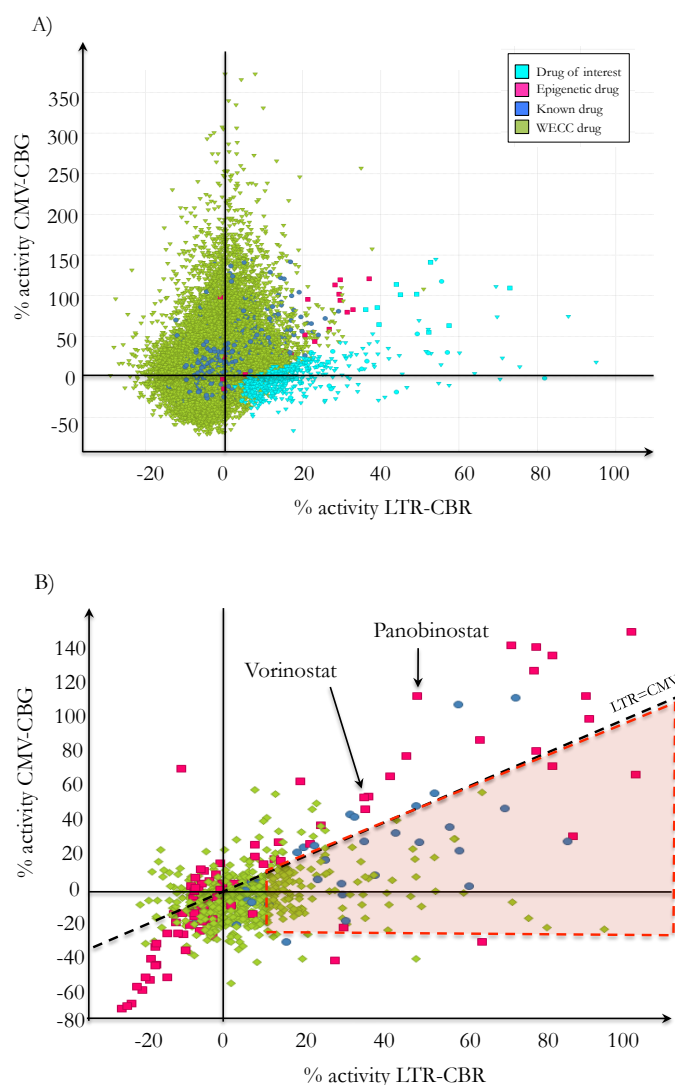 A)
% activity CMV-CBG
350
300
250
200
150
100
50
0
-50
-20 0 20 40 60 80 100
% activity LTR-CBR
Drug of interest
Epigenetic drug
Known drug
WECC drug
B)
% activity CMV-CBG
140
120
100
80
60
40
20
0
-20
-40
-60
-80
-20 0 20 40 60 80 100
% activity LTR-CBR
Panobinostat
Vorinostat
LTR=CMV